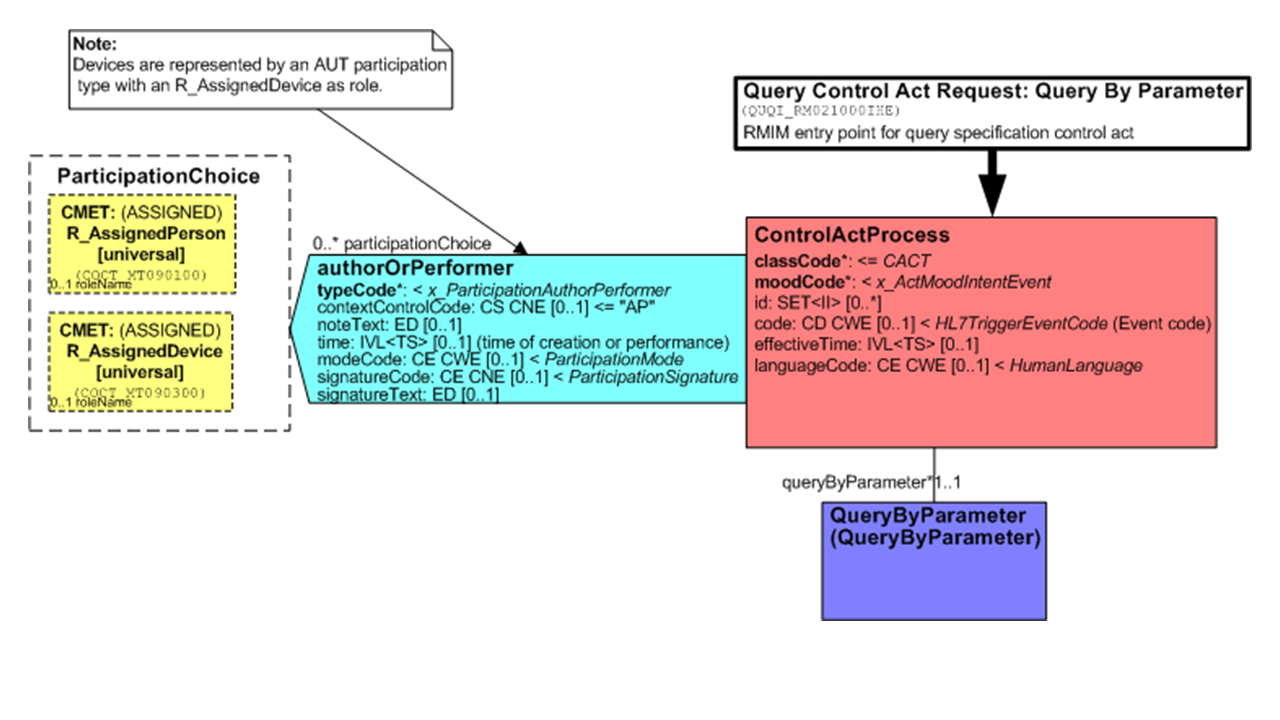 Note:
Devices are represented by an AUT participation
type with an R_AssignedDevice as role.
Query Control Act Request: Query By Parameter
(QUQI_RM021000IHE)
RMIM entry point for query specification control act
ParticipationChoice
CMET: (ASSIGNED)
R_AssignedPerson
[universal]
(COCT_MT090100)
0..1 roleName
CMET: (ASSIGNED)
R_AssignedDevice
[universal]
(COCT_MT090300)
0..1 roleName
0..* participationChoice
authorOrPerformer
typeCode*: < x_ParticipationAuthorPerformer
contextControlCode: CS CNE [0..1] <= "AP"
noteText: ED [0..1]
time: IVL<TS> [0..1] (time of creation or performance)
modeCode: CE CWE [0..1] < ParticipationMode
signatureCode: CE CNE [0..1] < ParticipationSignature
signatureText: ED [0..1]
ControlActProcess
classCode*: <= CACT
moodCode*: < x_ActMoodIntentEvent
id: SET<II> [0..*]
code: CD CWE [0..1] < HL7TriggerEventCode (Event code)
effectiveTime: IVL<TS> [0..1]
languageCode: CE CWE [0..1] < HumanLanguage
queryByParameter*1..1
QueryByParameter
(QueryByParameter)